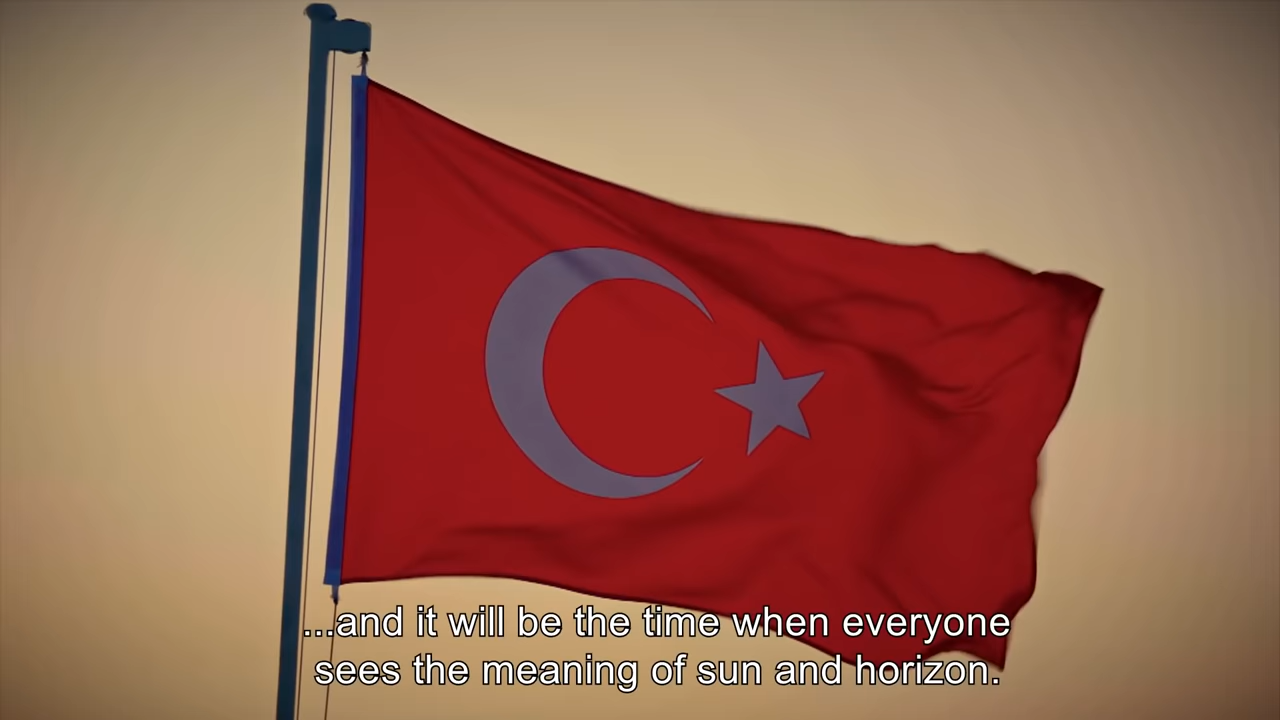 ...and it will be the time when everyone
sees the meaning of sun and horizon.